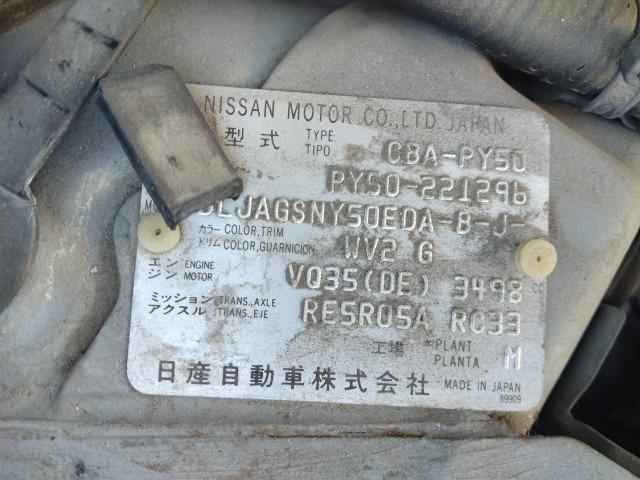 NISSAN MOTOR CO.,LTD. JAPAN
型式 TYPE TIPO CBA-PY50
PY50-221296
JAGSNY50EDA-B-J-
カラー COLOR,TRIM
トリム COLOR,GUARNICION WV2 G
エンジン ENGINE MOTOR VQ35(DE) 3498 CC
ミッション TRANS.,AXLE
アクスル TRANS.,EJE RE5R05A RC33
工場 PLANT PLANTA M
日産自動車株式会社 MADE IN JAPAN
89909